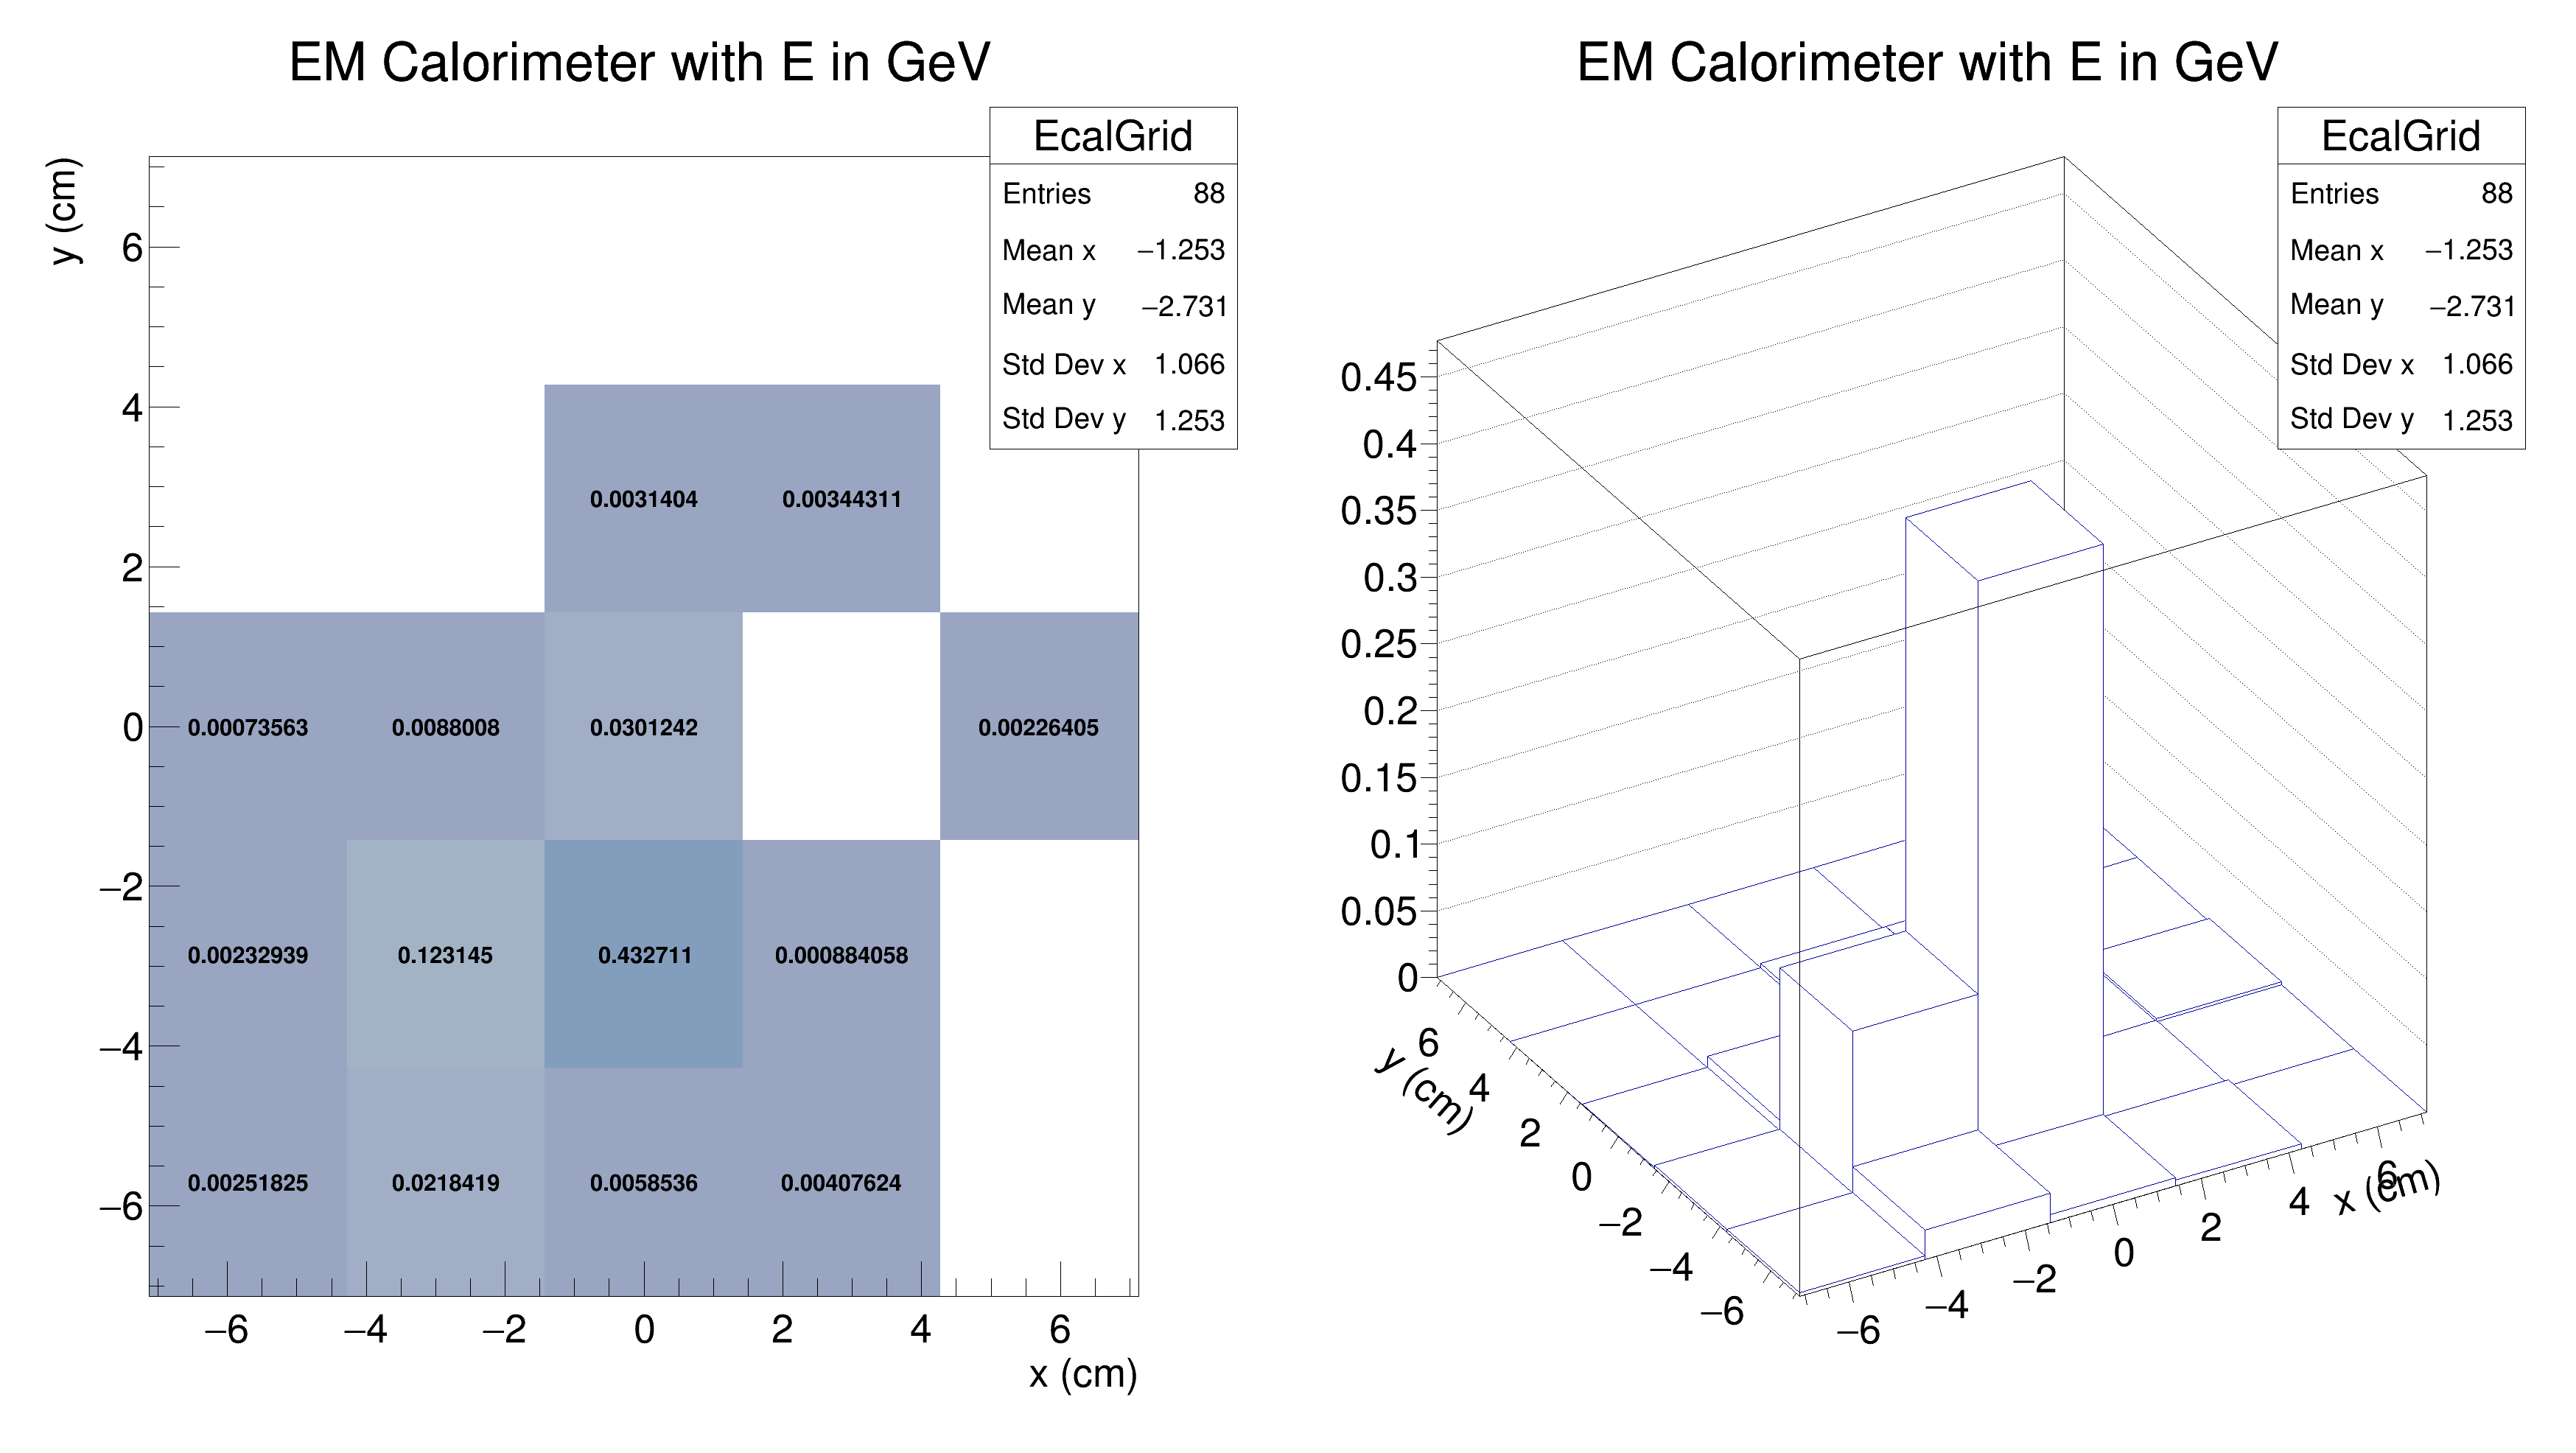 EM Calorimeter with E in GeV
EcalGrid
Entries 88
Mean x −1.253
Mean y −2.731
Std Dev x 1.066
Std Dev y 1.253
y (cm)
6
4
2
0
−2
−4
−6
0.0031404 0.00344311
0.00073563 0.0088008 0.0301242 0.00226405
0.00232939 0.123145 0.432711 0.000884058
0.00251825 0.0218419 0.0058536 0.00407624
−6 −4 −2 0 2 4 6
x (cm)
EM Calorimeter with E in GeV
EcalGrid
Entries 88
Mean x −1.253
Mean y −2.731
Std Dev x 1.066
Std Dev y 1.253
0.45
0.4
0.35
0.3
0.25
0.2
0.15
0.1
0.05
0
6
4
2
0
−2
−4
−6
y (cm)
−6
−4
−2
0
2
4
6
x (cm)